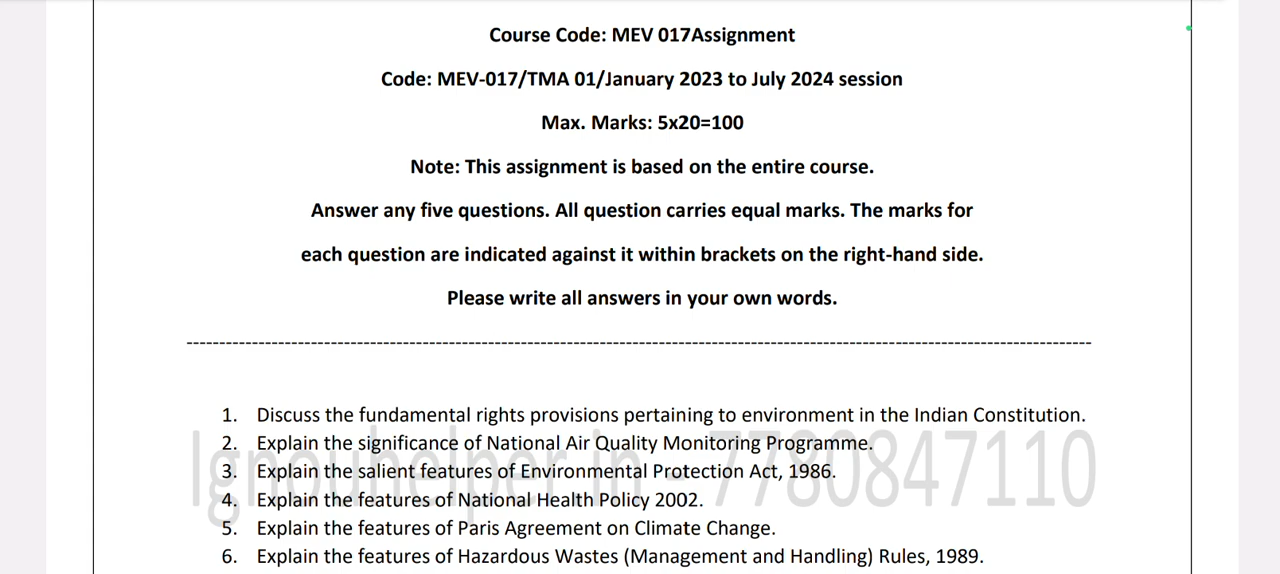 Course Code: MEV 017Assignment
Code: MEV-017/TMA 01/January 2023 to July 2024 session
Max. Marks: 5x20=100
Note: This assignment is based on the entire course.
Answer any five questions. All question carries equal marks. The marks for
each question are indicated against it within brackets on the right-hand side.
Please write all answers in your own words.
--------------------------------------------------------------------------------
1. Discuss the fundamental rights provisions pertaining to environment in the Indian Constitution.
2. Explain the significance of National Air Quality Monitoring Programme.
3. Explain the salient features of Environmental Protection Act, 1986.
4. Explain the features of National Health Policy 2002.
5. Explain the features of Paris Agreement on Climate Change.
6. Explain the features of Hazardous Wastes (Management and Handling) Rules, 1989.
Ignouhelper.in - 7780847110